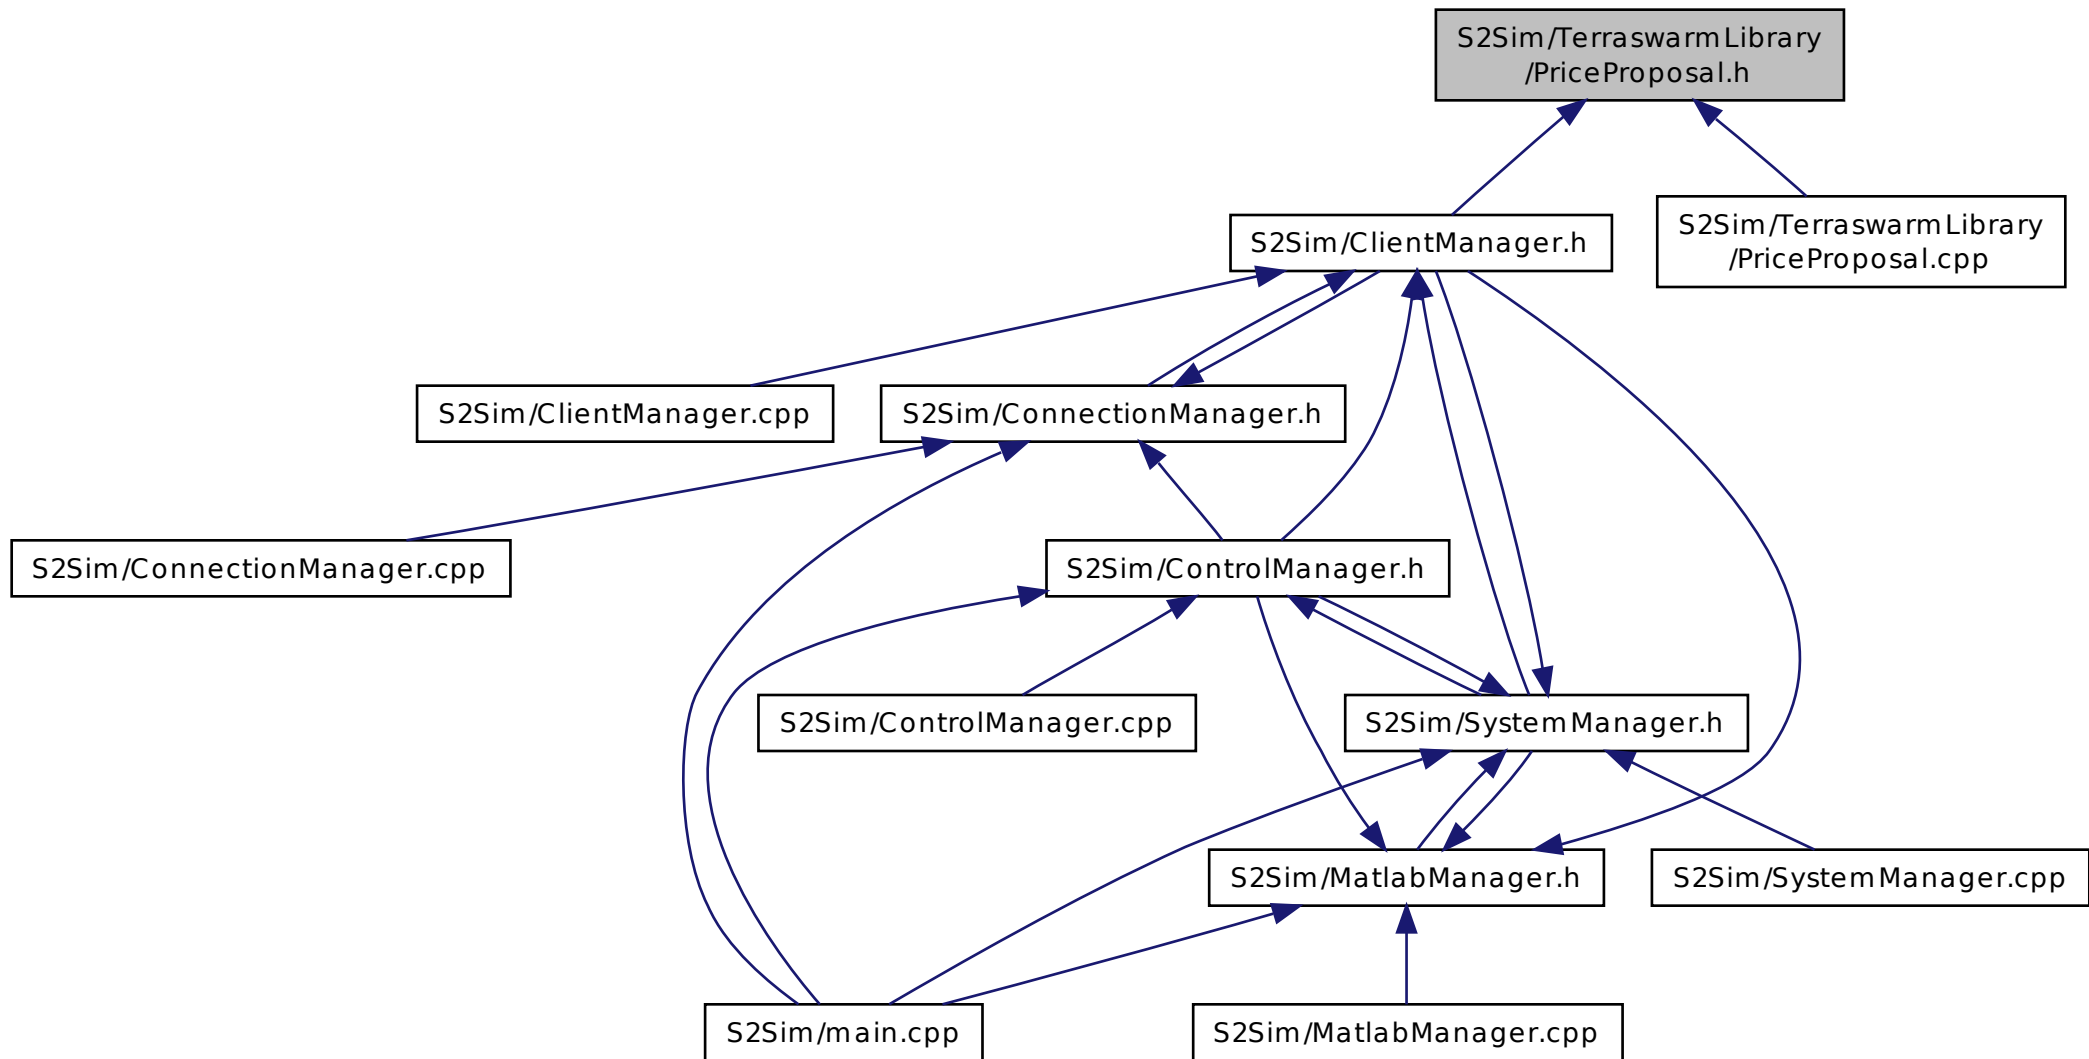 S2Sim/TerraswarmLibrary
/PriceProposal.h
S2Sim/ClientManager.h
S2Sim/TerraswarmLibrary
/PriceProposal.cpp
S2Sim/ClientManager.cpp
S2Sim/ConnectionManager.h
S2Sim/ConnectionManager.cpp
S2Sim/ControlManager.h
S2Sim/ControlManager.cpp
S2Sim/SystemManager.h
S2Sim/MatlabManager.h
S2Sim/SystemManager.cpp
S2Sim/main.cpp
S2Sim/MatlabManager.cpp